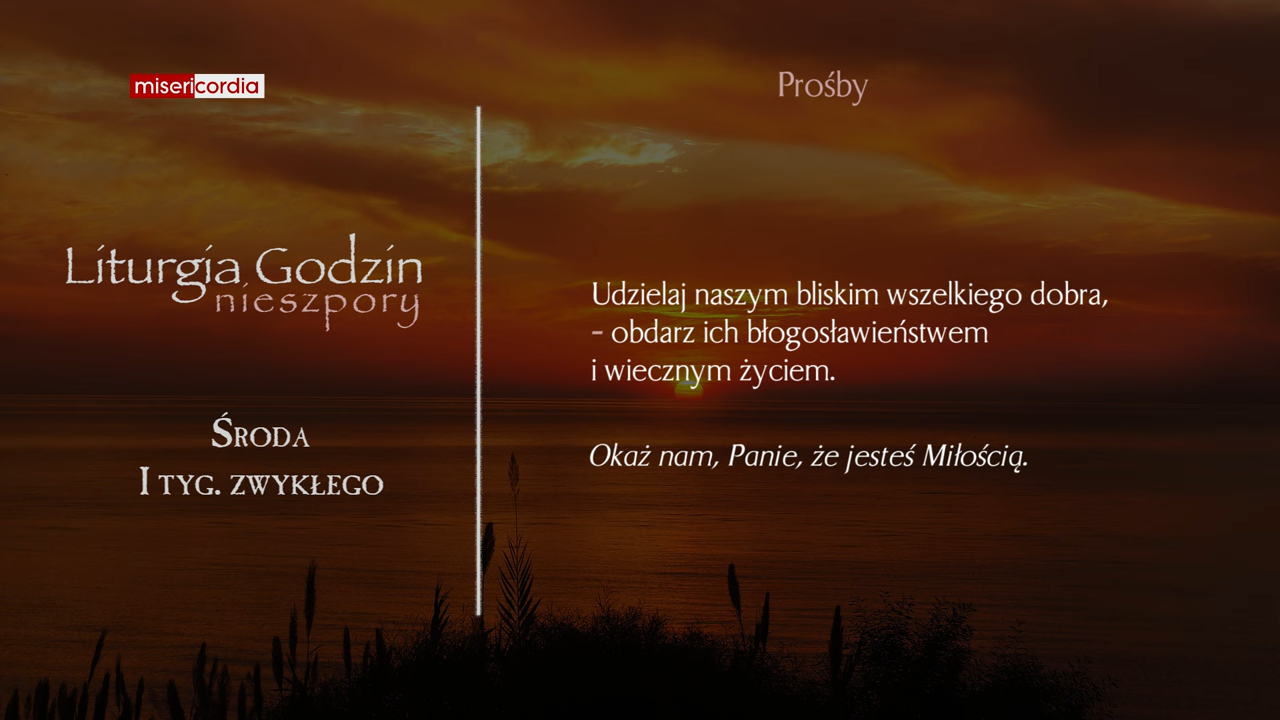 misericordia
Liturgia Godzin
nieszpory
Środa
I tyg. zwykłego
Prośby
Udzielaj naszym bliskim wszelkiego dobra,
- obdarz ich błogosławieństwem
i wiecznym życiem.
Okaż nam, Panie, że jesteś Miłością.